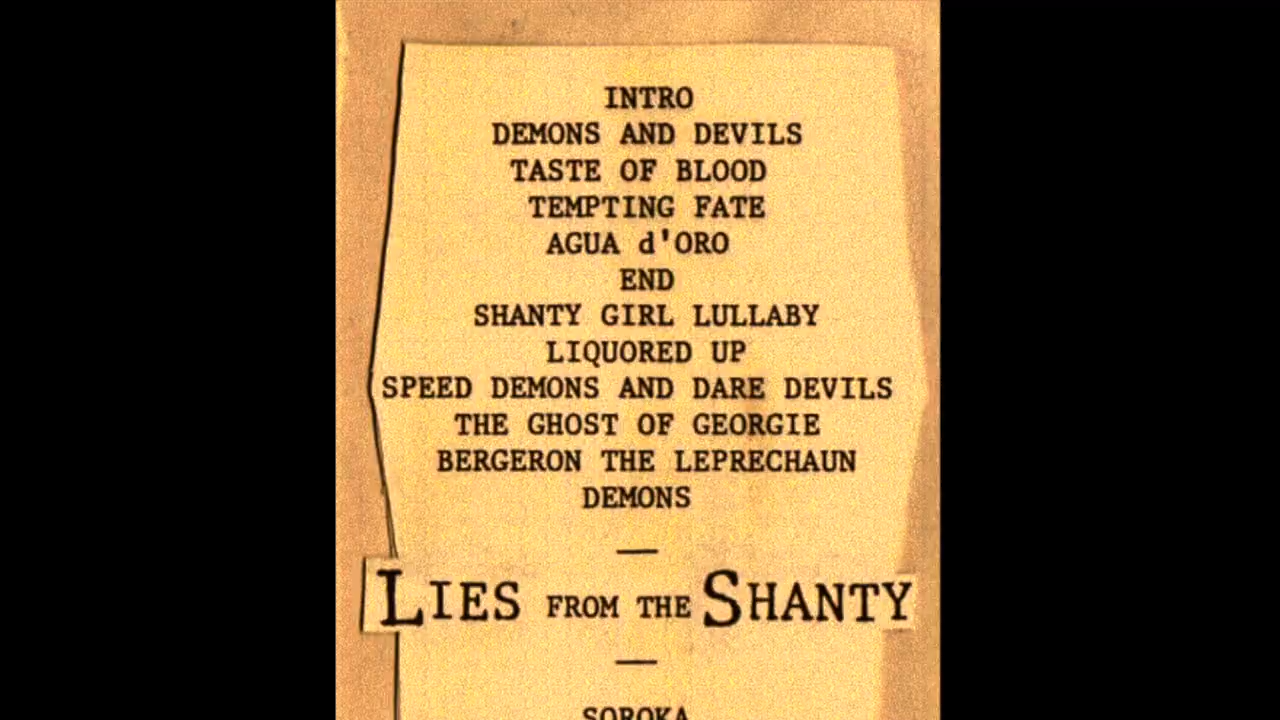 INTRO
DEMONS AND DEVILS
TASTE OF BLOOD
TEMPTING FATE
AGUA d'ORO
END
SHANTY GIRL LULLABY
LIQUORED UP
SPEED DEMONS AND DARE DEVILS
THE GHOST OF GEORGIE
BERGERON THE LEPRECHAUN
DEMONS
LIES FROM THE SHANTY
SOROKA